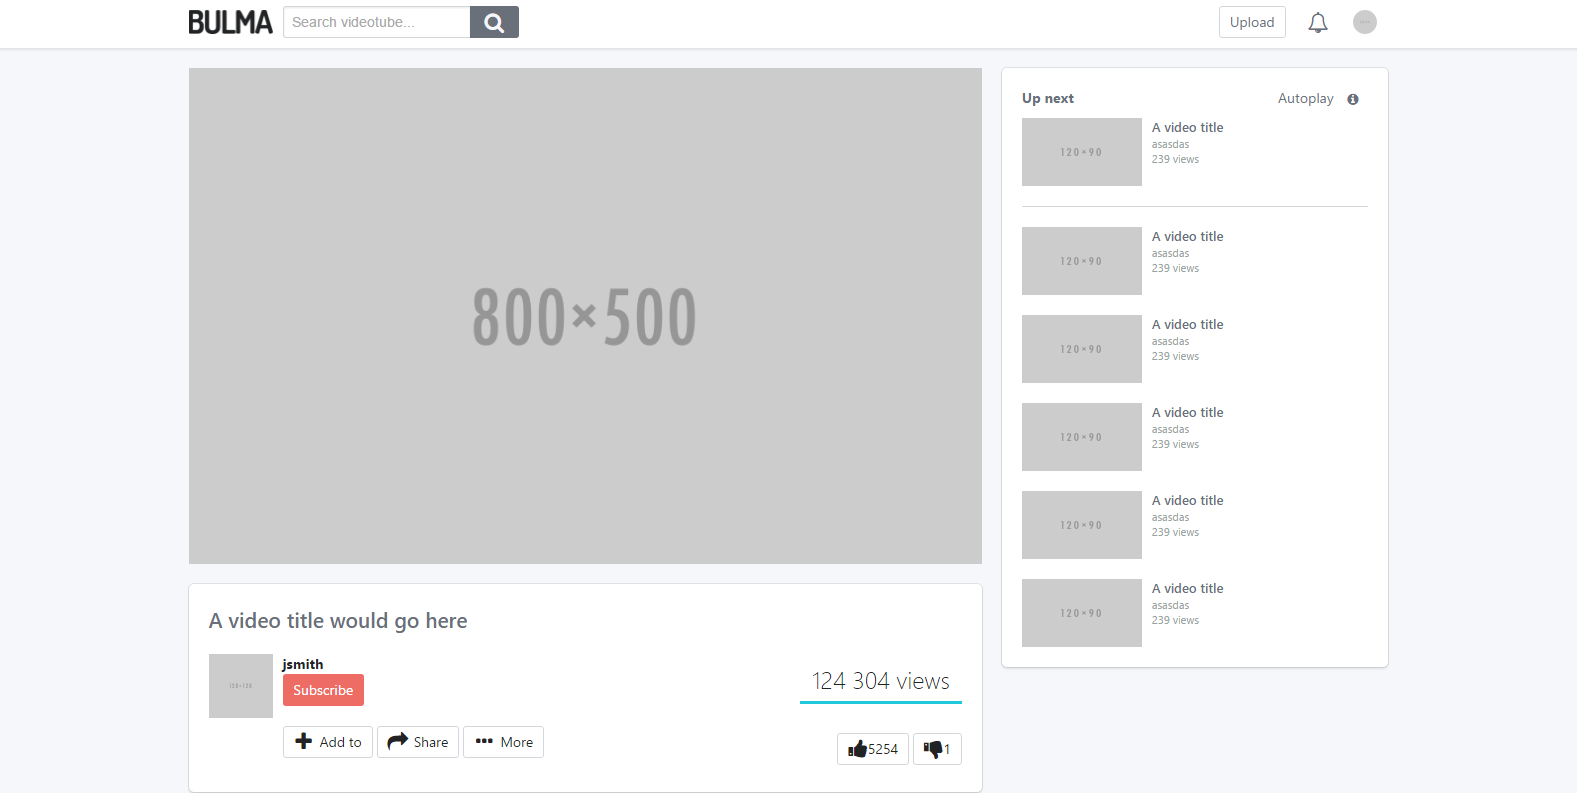 BULMA
Search videotube...
Upload
800×500
Up next
Autoplay
120×90
A video title
asasdas
239 views
120×90
A video title
asasdas
239 views
120×90
A video title
asasdas
239 views
120×90
A video title
asasdas
239 views
120×90
A video title
asasdas
239 views
120×90
A video title
asasdas
239 views
A video title would go here
jsmith
Subscribe
124 304 views
Add to
Share
More
5254
1